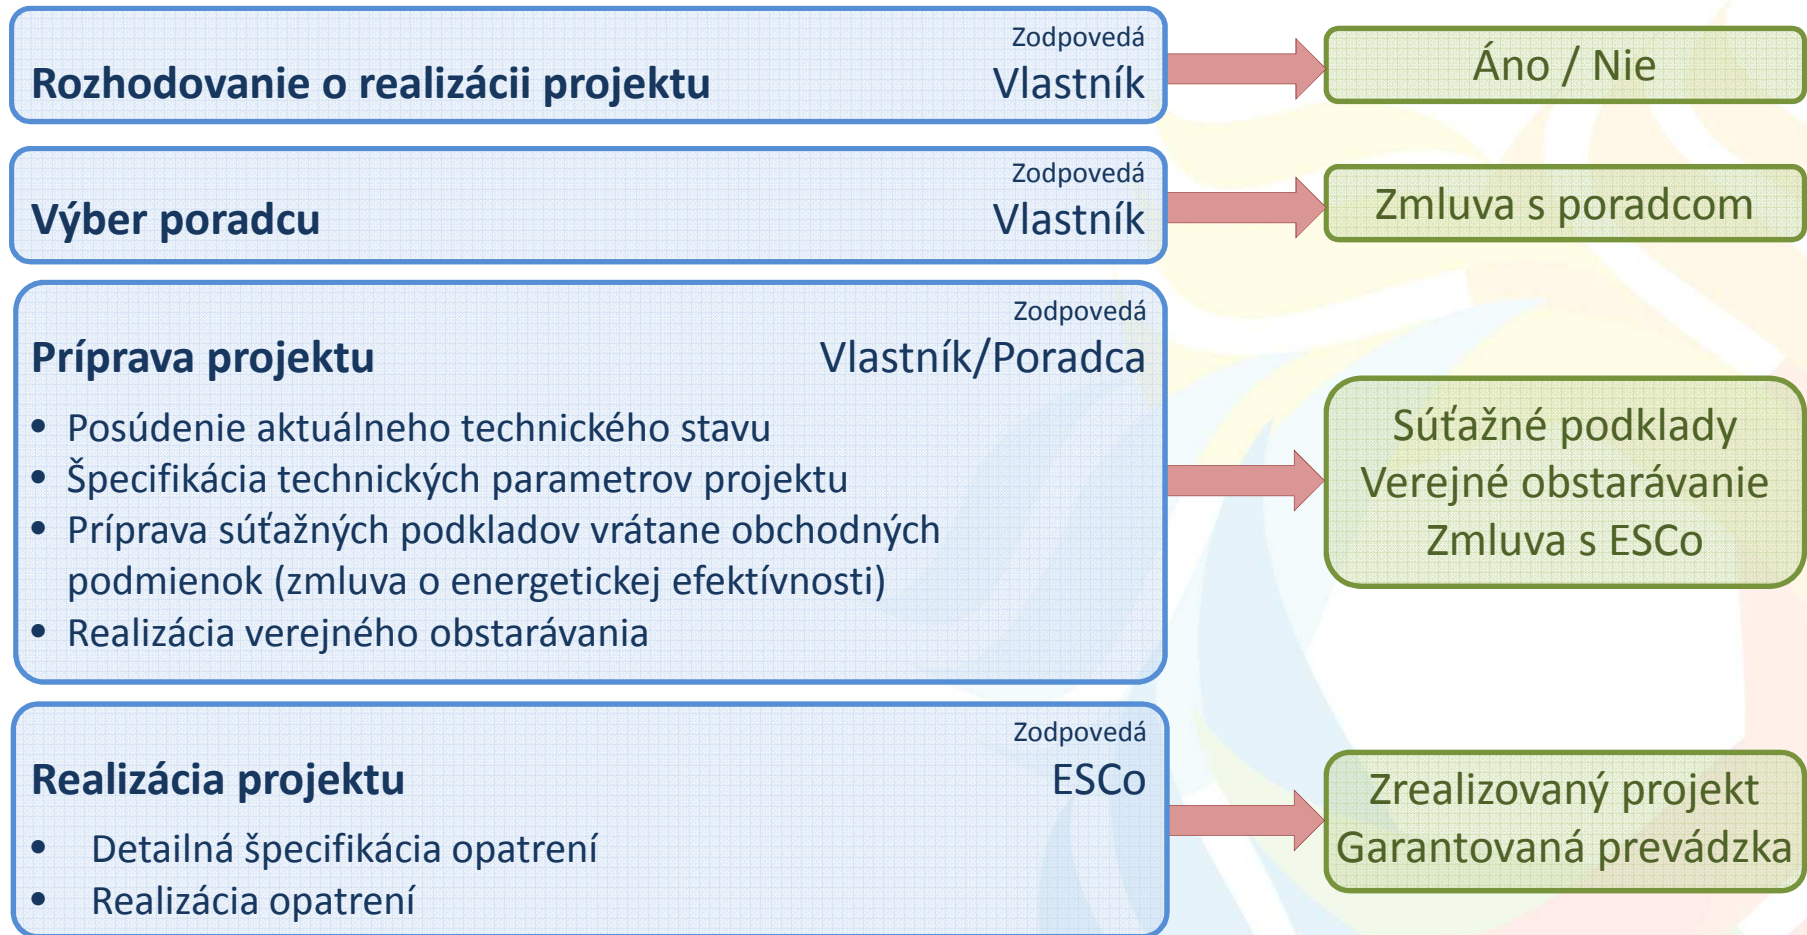 Zodpovedá
Rozhodovanie o realizácii projektu Vlastník
Áno / Nie
Zodpovedá
Výber poradcu Vlastník
Zmluva s poradcom
Zodpovedá
Príprava projektu Vlastník/Poradca
• Posúdenie aktuálneho technického stavu
• Špecifikácia technických parametrov projektu
• Príprava súťažných podkladov vrátane obchodných
podmienok (zmluva o energetickej efektívnosti)
• Realizácia verejného obstarávania
Súťažné podklady
Verejné obstarávanie
Zmluva s ESCo
Zodpovedá
Realizácia projektu ESCo
• Detailná špecifikácia opatrení
• Realizácia opatrení
Zrealizovaný projekt
Garantovaná prevádzka